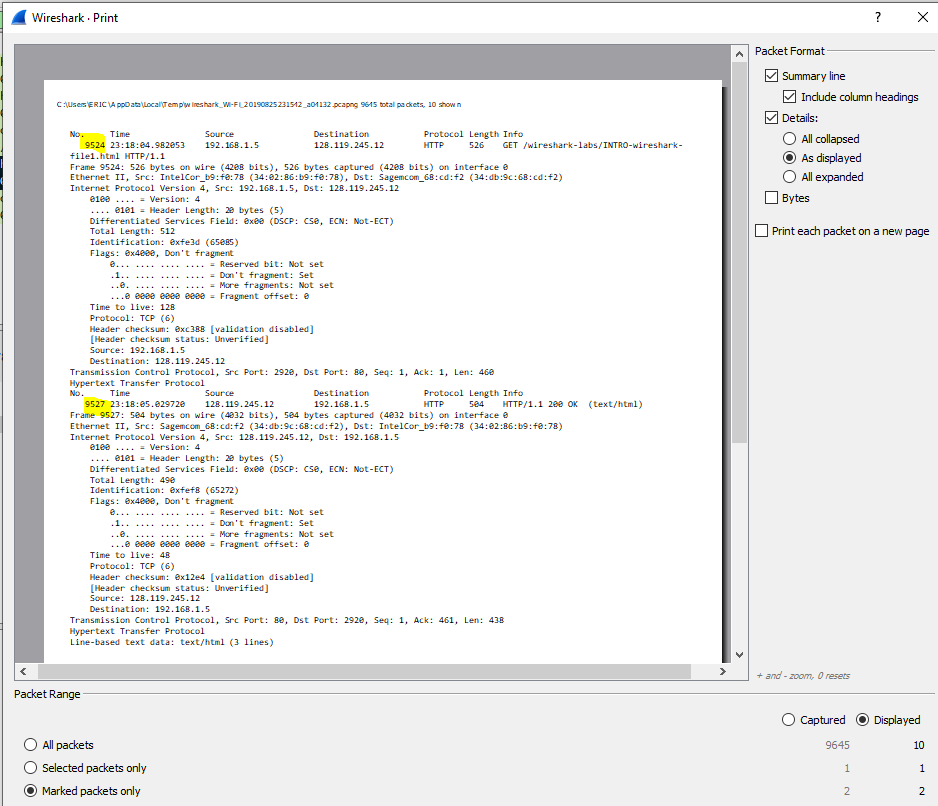 Wireshark · Print
? ×
Packet Format
Summary line
Include column headings
Details:
All collapsed
As displayed
All expanded
Bytes
Print each packet on a new page
C:\Users\ERIC\AppData\Local\Temp\wireshark_Wi-Fi_20190825231542_a04132.pcapng 9645 total packets, 10 shown
No. Time Source Destination Protocol Length Info
9524 23:18:04.982053 192.168.1.5 128.119.245.12 HTTP 526 GET /wireshark-labs/INTRO-wireshark-
file1.html HTTP/1.1
Frame 9524: 526 bytes on wire (4208 bits), 526 bytes captured (4208 bits) on interface 0
Ethernet II, Src: IntelCor_b9:f0:78 (34:02:86:b9:f0:78), Dst: Sagemcom_68:cd:f2 (34:db:9c:68:cd:f2)
Internet Protocol Version 4, Src: 192.168.1.5, Dst: 128.119.245.12
0100 .... = Version: 4
.... 0101 = Header Length: 20 bytes (5)
Differentiated Services Field: 0x00 (DSCP: CS0, ECN: Not-ECT)
Total Length: 512
Identification: 0xfe3d (65085)
Flags: 0x4000, Don't fragment
0... .... .... .... = Reserved bit: Not set
.1.. .... .... .... = Don't fragment: Set
..0. .... .... .... = More fragments: Not set
...0 0000 0000 0000 = Fragment offset: 0
Time to live: 128
Protocol: TCP (6)
Header checksum: 0xc388 [validation disabled]
[Header checksum status: Unverified]
Source: 192.168.1.5
Destination: 128.119.245.12
Transmission Control Protocol, Src Port: 2920, Dst Port: 80, Seq: 1, Ack: 1, Len: 460
Hypertext Transfer Protocol
No. Time Source Destination Protocol Length Info
9527 23:18:05.029720 128.119.245.12 192.168.1.5 HTTP 504 HTTP/1.1 200 OK (text/html)
Frame 9527: 504 bytes on wire (4032 bits), 504 bytes captured (4032 bits) on interface 0
Ethernet II, Src: Sagemcom_68:cd:f2 (34:db:9c:68:cd:f2), Dst: IntelCor_b9:f0:78 (34:02:86:b9:f0:78)
Internet Protocol Version 4, Src: 128.119.245.12, Dst: 192.168.1.5
0100 .... = Version: 4
.... 0101 = Header Length: 20 bytes (5)
Differentiated Services Field: 0x00 (DSCP: CS0, ECN: Not-ECT)
Total Length: 490
Identification: 0xfef8 (65272)
Flags: 0x4000, Don't fragment
0... .... .... .... = Reserved bit: Not set
.1.. .... .... .... = Don't fragment: Set
..0. .... .... .... = More fragments: Not set
...0 0000 0000 0000 = Fragment offset: 0
Time to live: 48
Protocol: TCP (6)
Header checksum: 0x12e4 [validation disabled]
[Header checksum status: Unverified]
Source: 128.119.245.12
Destination: 192.168.1.5
Transmission Control Protocol, Src Port: 80, Dst Port: 2920, Seq: 1, Ack: 461, Len: 438
Hypertext Transfer Protocol
Line-based text data: text/html (3 lines)
+ and - zoom, 0 resets
Packet Range
Captured Displayed
All packets 9645 10
Selected packets only 1 1
Marked packets only 2 2